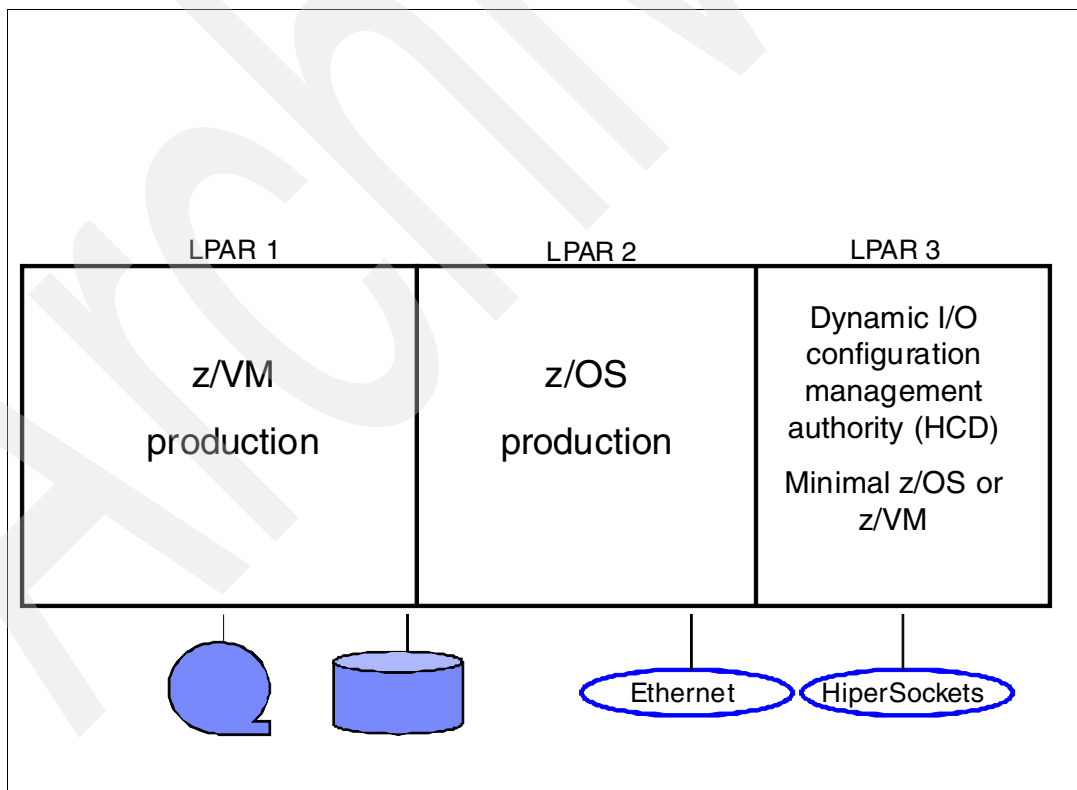 LPAR 1
LPAR 2
LPAR 3
z/VM
production
z/OS
production
Dynamic I/O
configuration
management
authority (HCD)
Minimal z/OS or
z/VM
Ethernet
HiperSockets